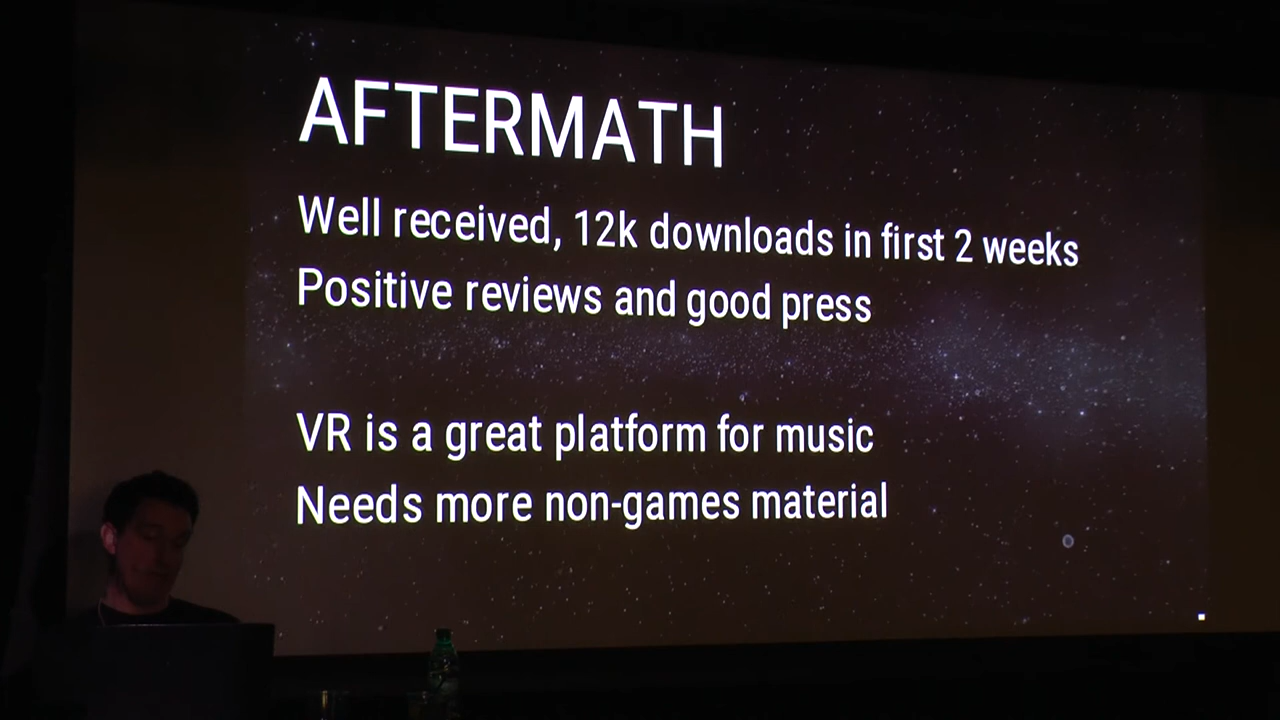 AFTERMATH
Well received, 12k downloads in first 2 weeks
Positive reviews and good press
VR is a great platform for music
Needs more non-games material